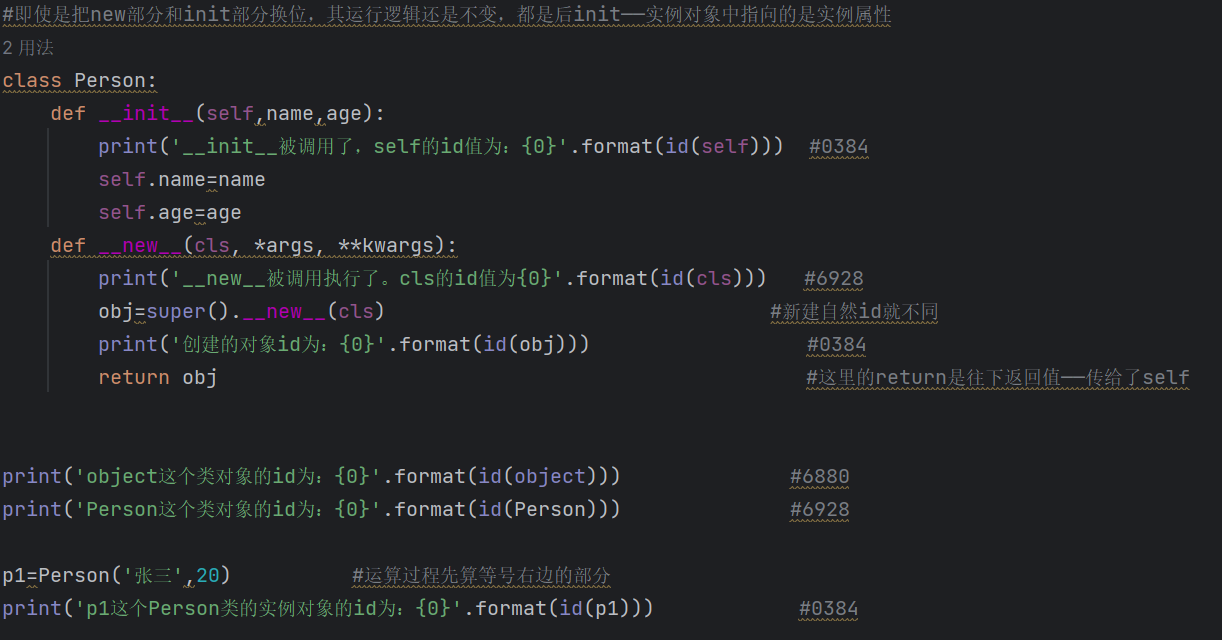 #即使是把new部分和init部分换位，其运行逻辑还是不变，都是后init——实例对象中指向的是实例属性
2 用法
class Person:
    def __init__(self,name,age):
        print('__init__被调用了，self的id值为：{0}'.format(id(self)))  #0384
        self.name=name
        self.age=age
    def __new__(cls, *args, **kwargs):
        print('__new__被调用执行了。cls的id值为{0}'.format(id(cls)))   #6928
        obj=super().__new__(cls)                                #新建自然id就不同
        print('创建的对象id为：{0}'.format(id(obj)))                  #0384
        return obj                                                 #这里的return是往下返回值——传给了self
print('object这个类对象的id为：{0}'.format(id(object)))              #6880
print('Person这个类对象的id为：{0}'.format(id(Person)))              #6928
p1=Person('张三',20)          #运算过程先算等号右边的部分
print('p1这个Person类的实例对象的id为：{0}'.format(id(p1)))            #0384